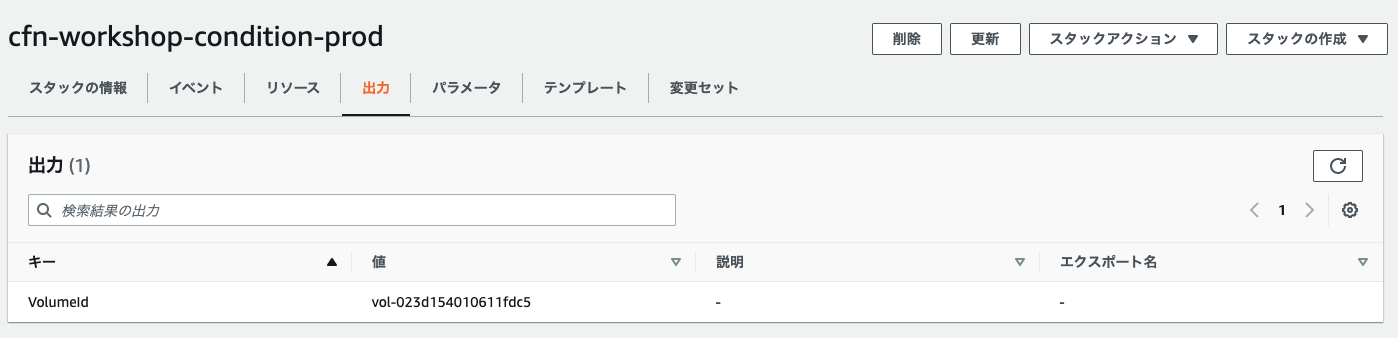 cfn-workshop-condition-prod
削除 更新 スタックアクション ▼ スタックの作成 ▼
スタックの情報 イベント リソース 出力 パラメータ テンプレート 変更セット
出力 (1)
検索結果の出力
1
キー 値 説明 エクスポート名
VolumeId vol-023d154010611fdc5 - -